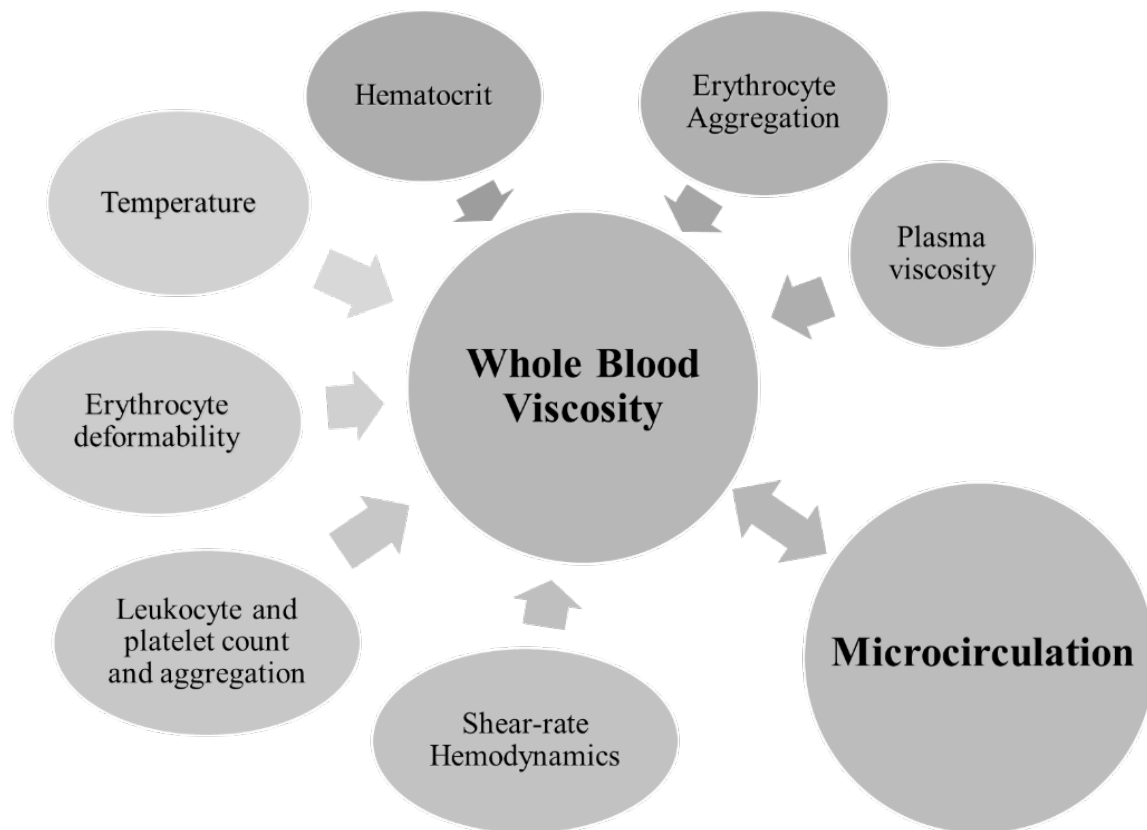 Hematocrit
Erythrocyte
Aggregation
Temperature
Plasma
viscosity
Whole Blood
Viscosity
Erythrocyte
deformability
Leukocyte and
platelet count
and aggregation
Microcirculation
Shear-rate
Hemodynamics